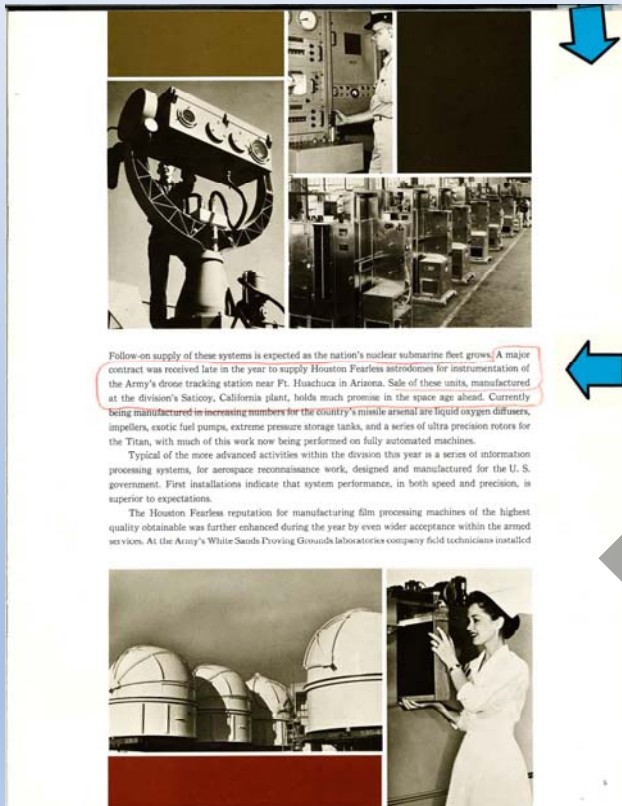 Follow-on supply of these systems is expected as the nation's nuclear submarine fleet grows. A major
contract was received late in the year to supply Houston Fearless astrodomes for instrumentation of
the Army's drone tracking station near Ft. Huachuca in Arizona. Sale of these units, manufactured
at the division's Saticoy, California plant, holds much promise in the space age ahead. Currently
being manufactured in increasing numbers for the country's missile arsenal are liquid oxygen diffusers,
impellers, exotic fuel pumps, extreme pressure storage tanks, and a series of ultra precision rotors for
the Titan, with much of this work now being performed on fully automated machines.
Typical of the more advanced activities within the division this year is a series of information
processing systems, for aerospace reconnaissance work, designed and manufactured for the U. S.
government. First installations indicate that system performance, in both speed and precision, is
superior to expectations.
The Houston Fearless reputation for manufacturing film processing machines of the highest
quality obtainable was further enhanced during the year by even wider acceptance within the armed
services. At the Army's White Sands Proving Grounds laboratories company field technicians installed